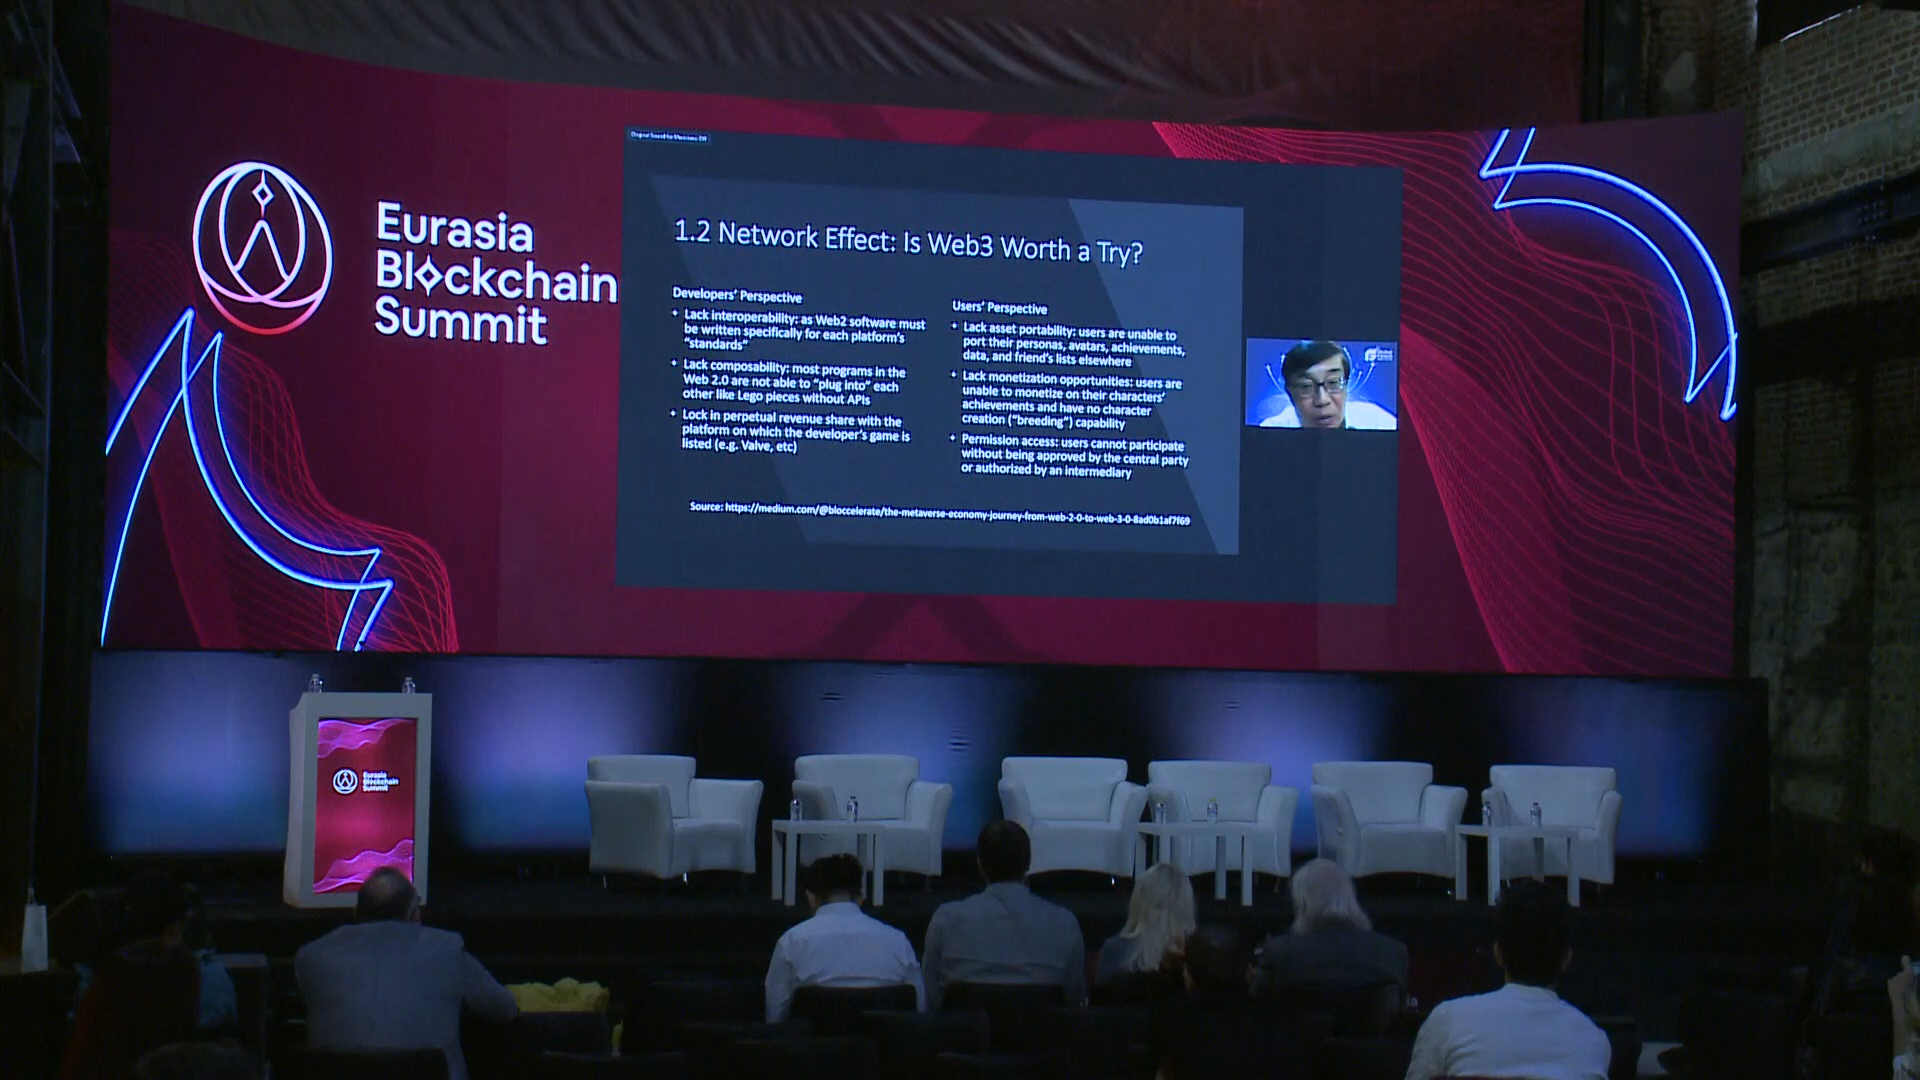 Original Sound for Musicians: Off
Eurasia
Blockchain
Summit
1.2 Network Effect: Is Web3 Worth a Try?
Developers' Perspective
• Lack interoperability: as Web2 software must
be written specifically for each platform's
"standards"
• Lack composability: most programs in the
Web 2.0 are not able to "plug into" each
other like Lego pieces without APIs
• Lock in perpetual revenue share with the
platform on which the developer's game is
listed (e.g. Valve, etc)
Users' Perspective
• Lack asset portability: users are unable to
port their personas, avatars, achievements,
data, and friend's lists elsewhere
• Lack monetization opportunities: users are
unable to monetize on their characters'
achievements and have no character
creation ("breeding") capability
• Permission access: users cannot participate
without being approved by the central party
or authorized by an intermediary
Source: https://medium.com/@bloccelerate/the-metaverse-economy-journey-from-web-2-0-to-web-3-0-8ad0b1af7f69
Eurasia
Blockchain
Summit